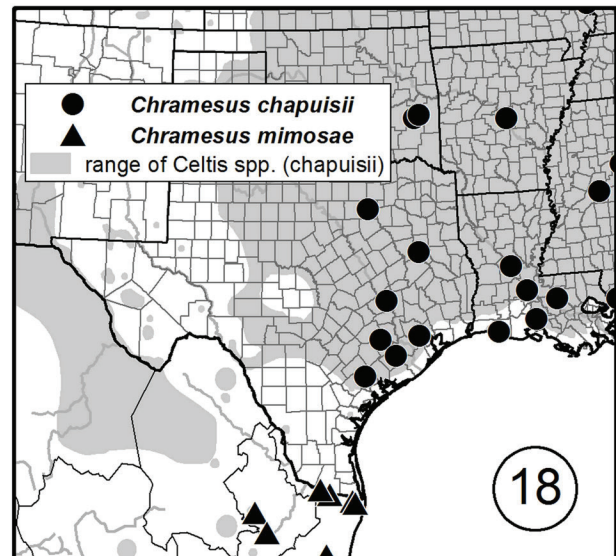 Chramesus chapuisii
Chramesus mimosae
range of Celtis spp. (chapuisii)
18